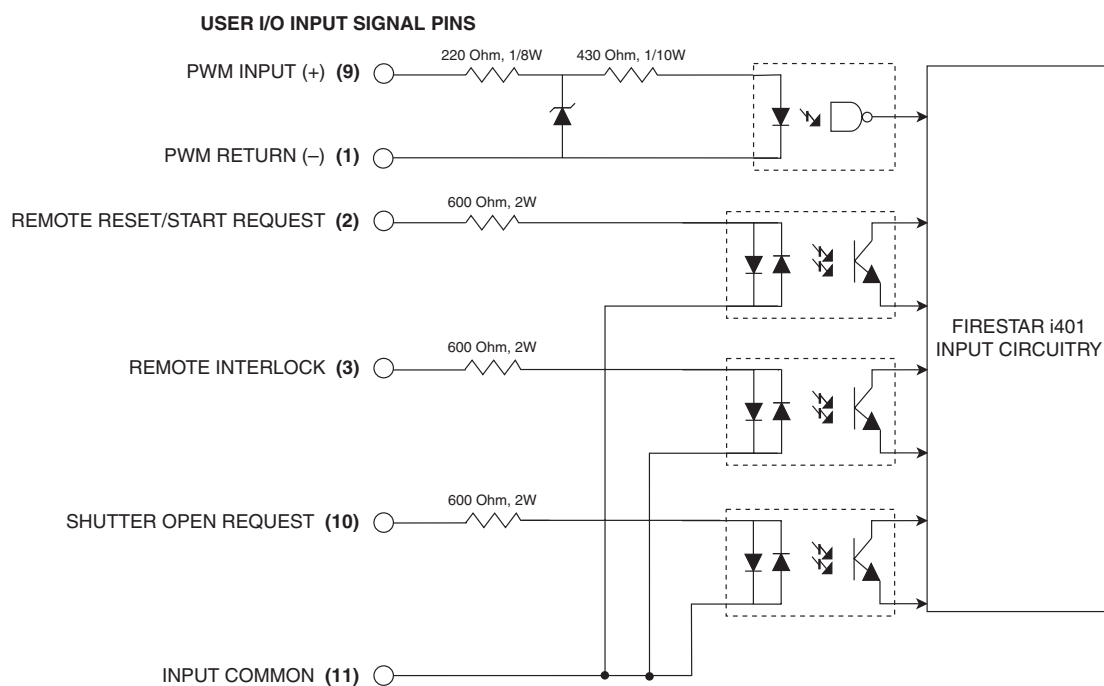 USER I/O INPUT SIGNAL PINS
220 Ohm, 1/8W
430 Ohm, 1/10W
PWM INPUT (+) (9)
PWM RETURN (–) (1)
600 Ohm, 2W
REMOTE RESET/START REQUEST (2)
FIRESTAR i401
INPUT CIRCUITRY
600 Ohm, 2W
REMOTE INTERLOCK (3)
600 Ohm, 2W
SHUTTER OPEN REQUEST (10)
INPUT COMMON (11)